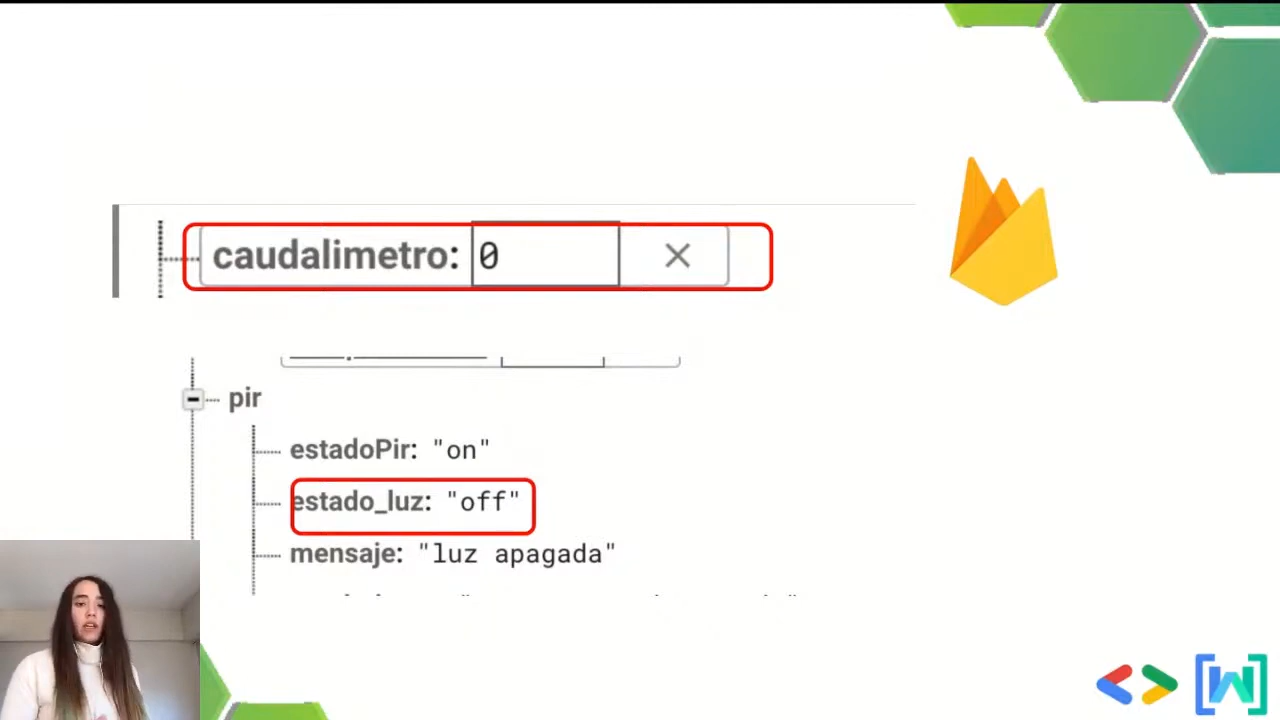 caudalimetro: 0 ×
pir
estadoPir: "on"
estado_luz: "off"
mensaje: "luz apagada"